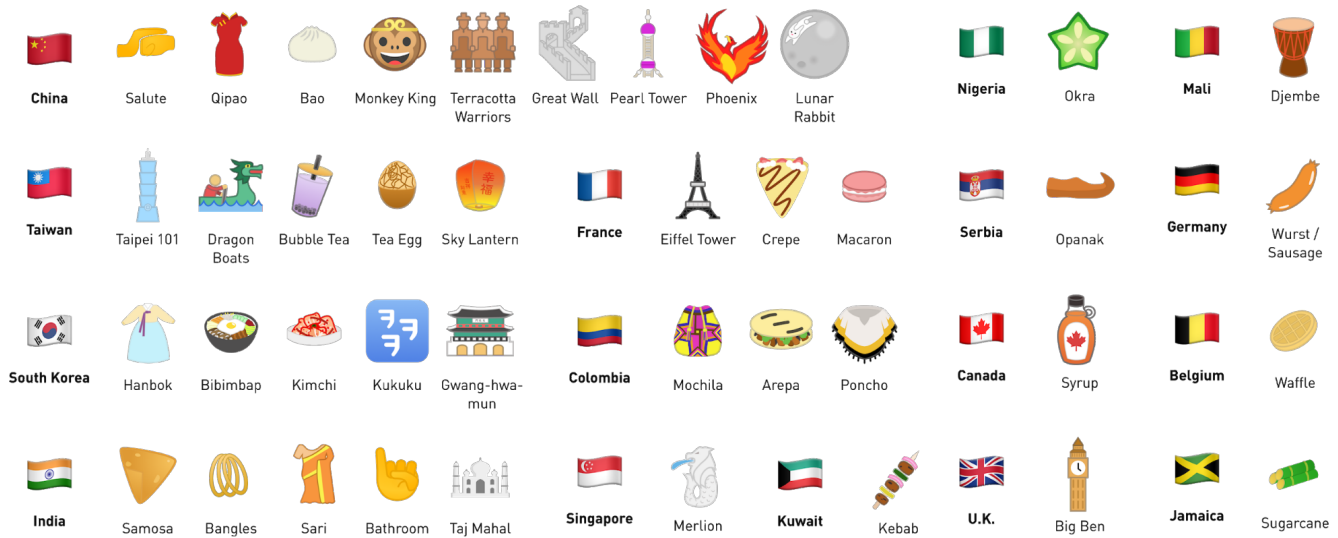 China
Salute
Qipao
Bao
Monkey King
Terracotta
Warriors
Great Wall
Pearl Tower
Phoenix
Lunar
Rabbit
Nigeria
Okra
Mali
Djembe
幸
福
Taiwan
Taipei 101
Dragon
Boats
Bubble Tea
Tea Egg
Sky Lantern
France
Eiffel Tower
Crepe
Macaron
Serbia
Opanak
Germany
Wurst /
Sausage
ㅋ
ㅋ
ㅋ
South Korea
Hanbok
Bibimbap
Kimchi
Kukuku
Gwang-hwa-
mun
Colombia
Mochila
Arepa
Poncho
Canada
Syrup
Belgium
Waffle
India
Samosa
Bangles
Sari
Bathroom
Taj Mahal
Singapore
Merlion
Kuwait
Kebab
U.K.
Big Ben
Jamaica
Sugarcane